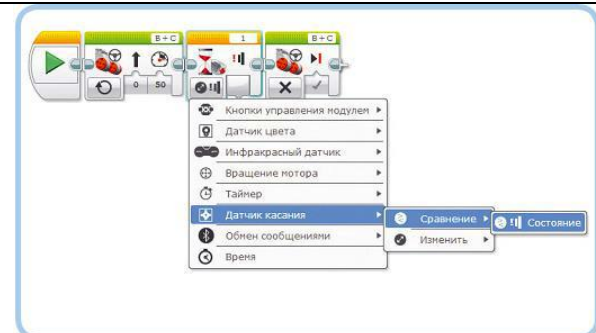 B+C 1 B+C
0 50
Кнопки управления модулем
Датчик цвета
Инфракрасный датчик
Вращение мотора
Таймер
Датчик касания
Сравнение
Состояние
Обмен сообщениями
Изменить
Время